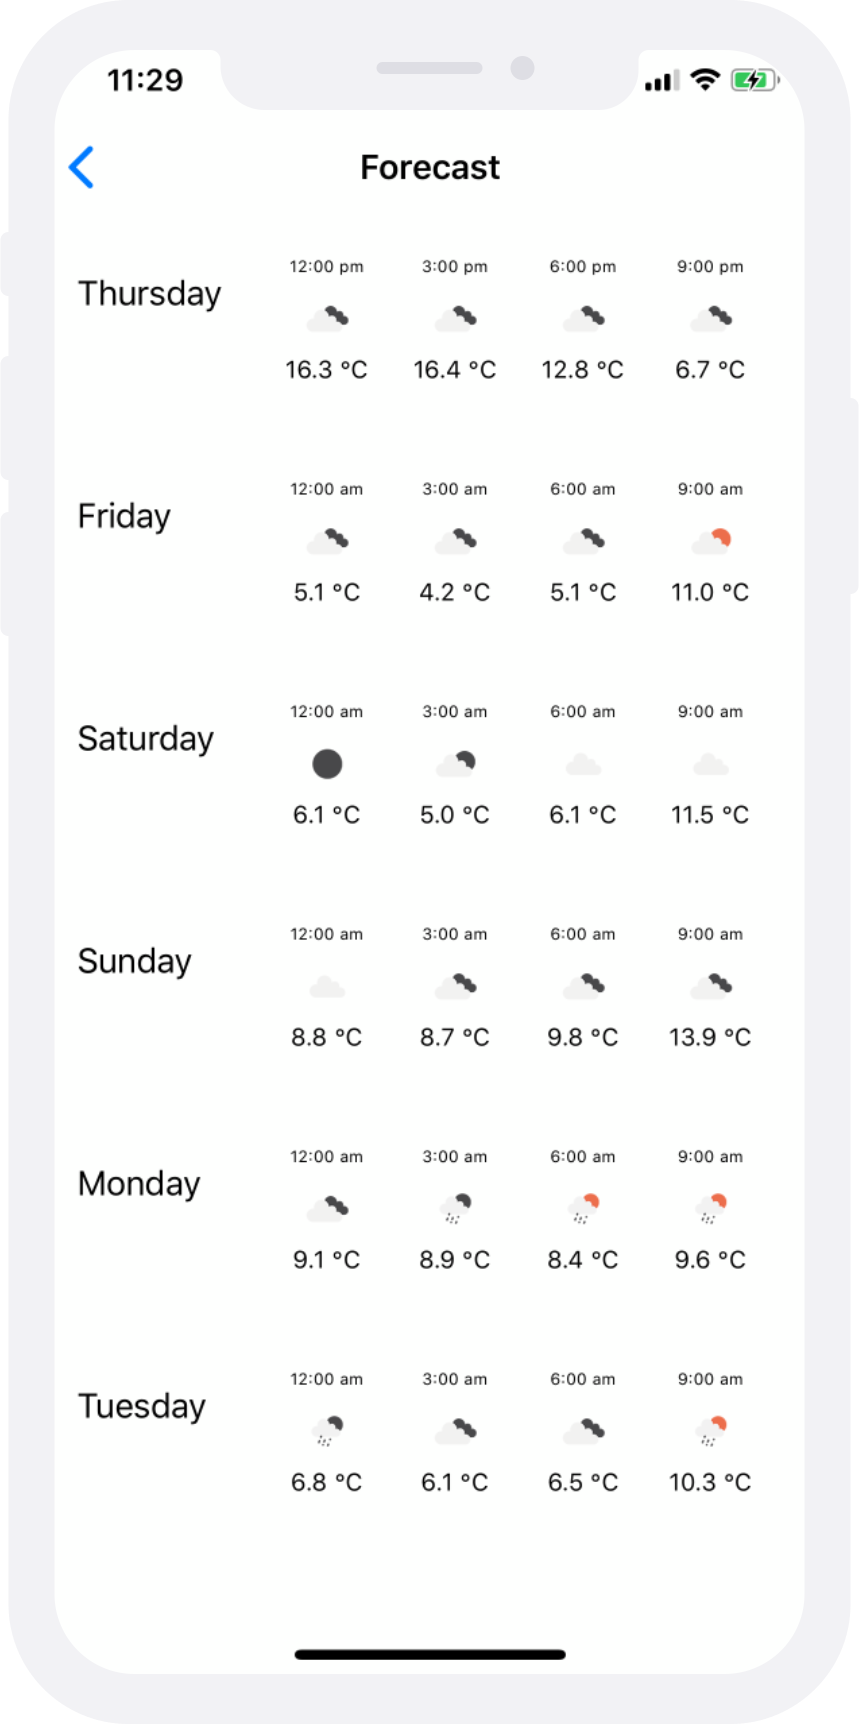 11:29
Forecast
Thursday
12:00 pm 3:00 pm 6:00 pm 9:00 pm
16.3 °C 16.4 °C 12.8 °C 6.7 °C
Friday
12:00 am 3:00 am 6:00 am 9:00 am
5.1 °C 4.2 °C 5.1 °C 11.0 °C
Saturday
12:00 am 3:00 am 6:00 am 9:00 am
6.1 °C 5.0 °C 6.1 °C 11.5 °C
Sunday
12:00 am 3:00 am 6:00 am 9:00 am
8.8 °C 8.7 °C 9.8 °C 13.9 °C
Monday
12:00 am 3:00 am 6:00 am 9:00 am
9.1 °C 8.9 °C 8.4 °C 9.6 °C
Tuesday
12:00 am 3:00 am 6:00 am 9:00 am
6.8 °C 6.1 °C 6.5 °C 10.3 °C